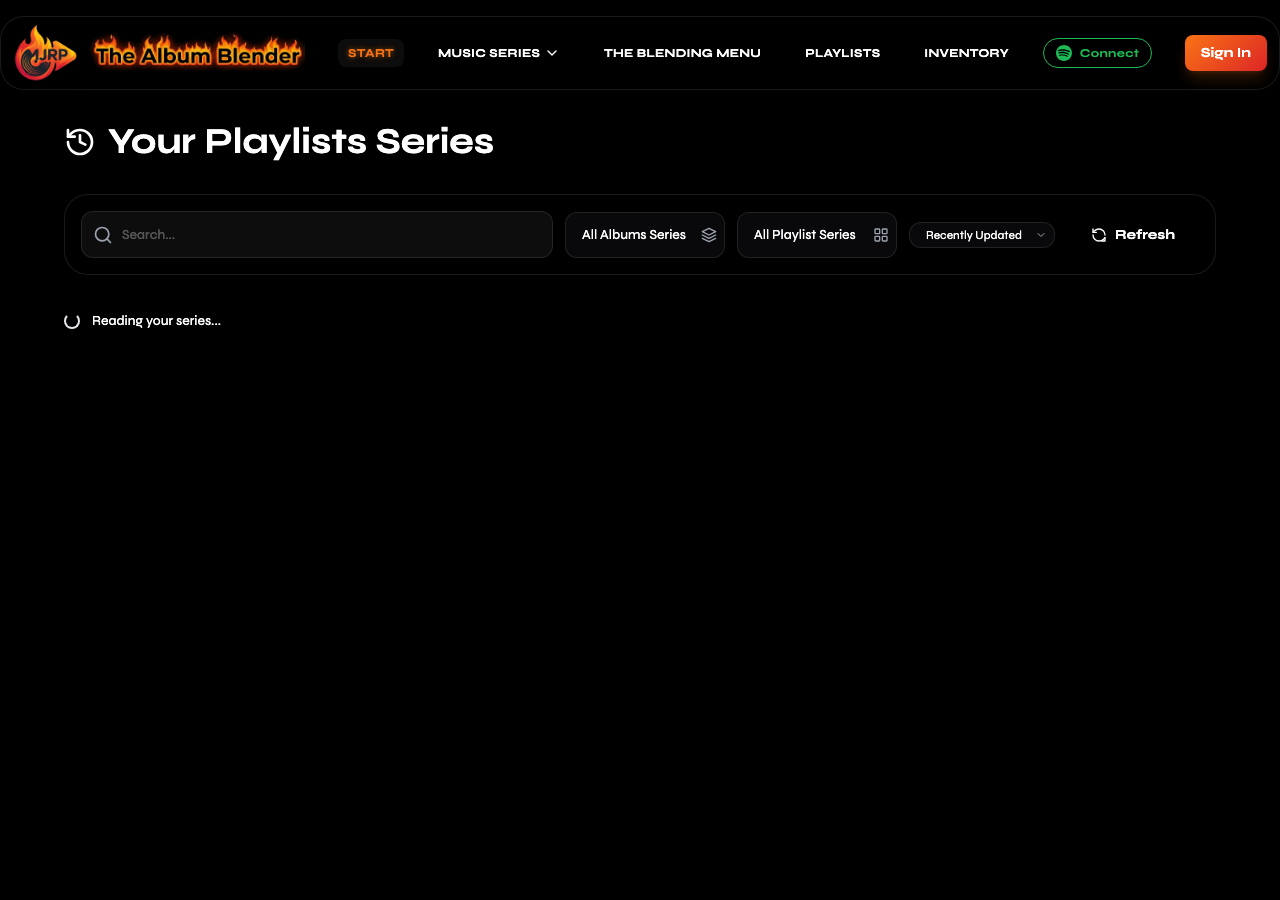 JRP The Album Blender START MUSIC SERIES THE BLENDING MENU PLAYLISTS INVENTORY Connect Sign In
Your Playlists Series
Search... All Albums Series All Playlist Series Recently Updated Refresh
Reading your series...